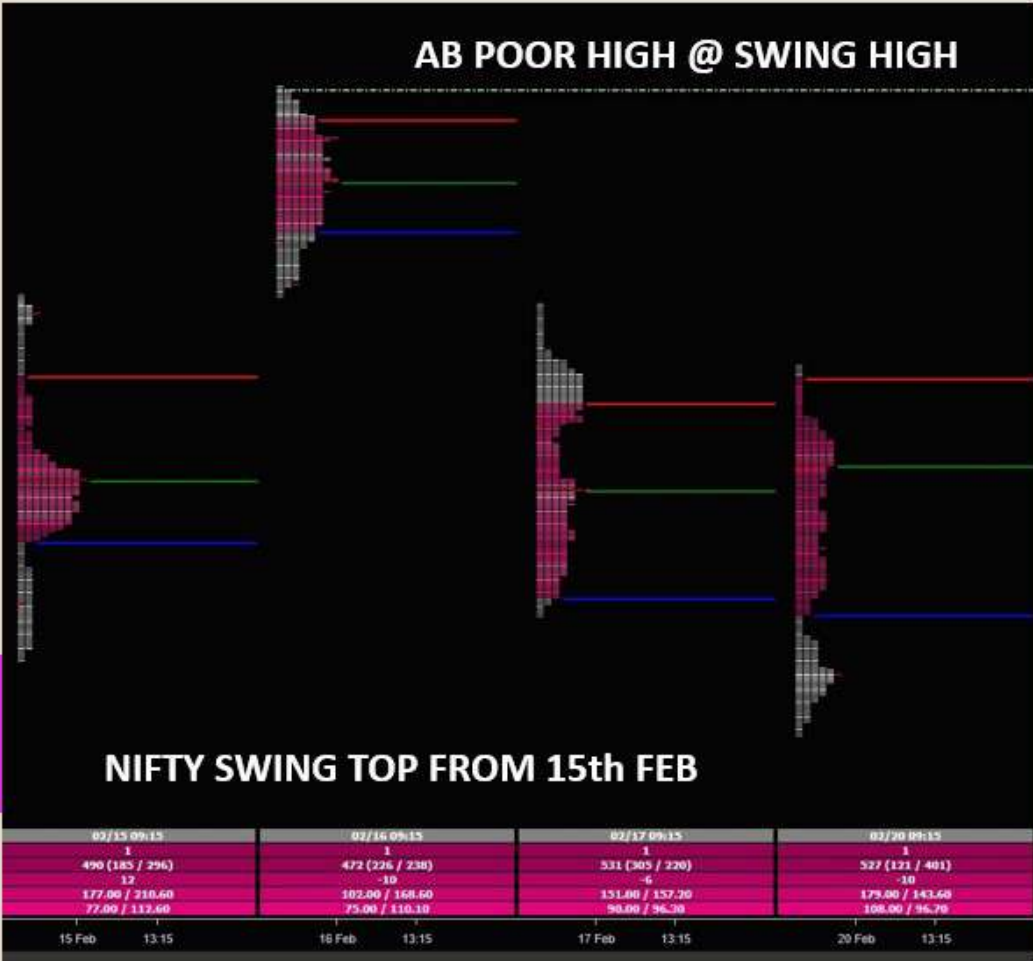 AB POOR HIGH @ SWING HIGH
NIFTY SWING TOP FROM 15th FEB
02/15 09:15 02/16 09:15 02/17 09:15 02/20 09:15
1 1 1 1
490 (185 / 296) 472 (226 / 238) 531 (305 / 220) 527 (121 / 401)
12 -10 -6 -10
177.00 / 210.60 102.00 / 168.60 151.00 / 157.20 179.00 / 143.60
77.00 / 112.60 75.00 / 110.10 90.00 / 96.20 108.00 / 96.70
15 Feb 13:15 16 Feb 13:15 17 Feb 13:15 20 Feb 13:15